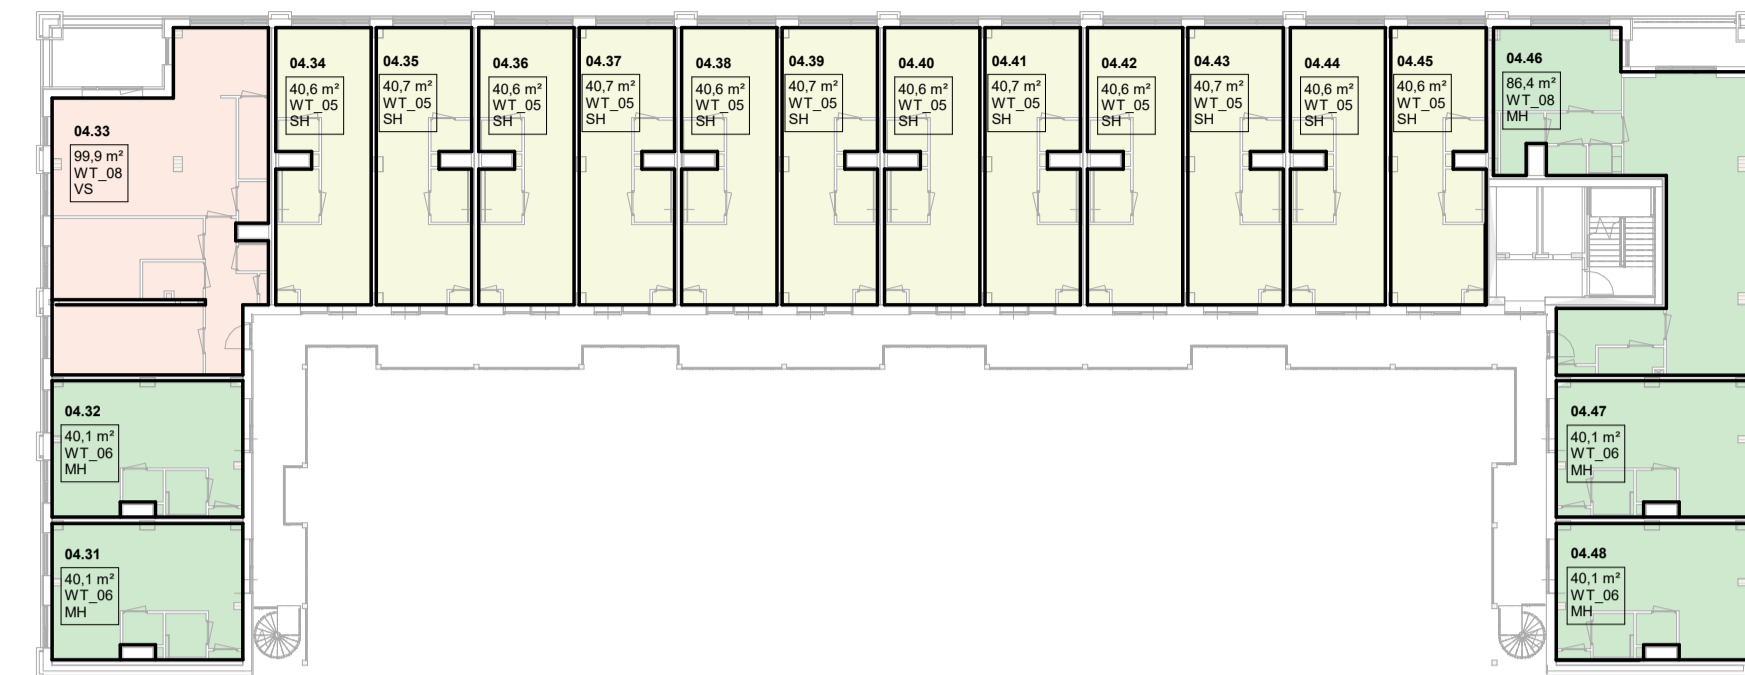 04.34
40,6 m²
WT_05
SH
04.35
40,7 m²
WT_05
SH
04.36
40,6 m²
WT_05
SH
04.37
40,7 m²
WT_05
SH
04.38
40,6 m²
WT_05
SH
04.39
40,7 m²
WT_05
SH
04.40
40,6 m²
WT_05
SH
04.41
40,7 m²
WT_05
SH
04.42
40,6 m²
WT_05
SH
04.43
40,7 m²
WT_05
SH
04.44
40,6 m²
WT_05
SH
04.45
40,6 m²
WT_05
SH
04.46
86,4 m²
WT_08
MH
04.33
99,9 m²
WT_08
VS
04.32
40,1 m²
WT_06
MH
04.47
40,1 m²
WT_06
MH
04.31
40,1 m²
WT_06
MH
04.48
40,1 m²
WT_06
MH